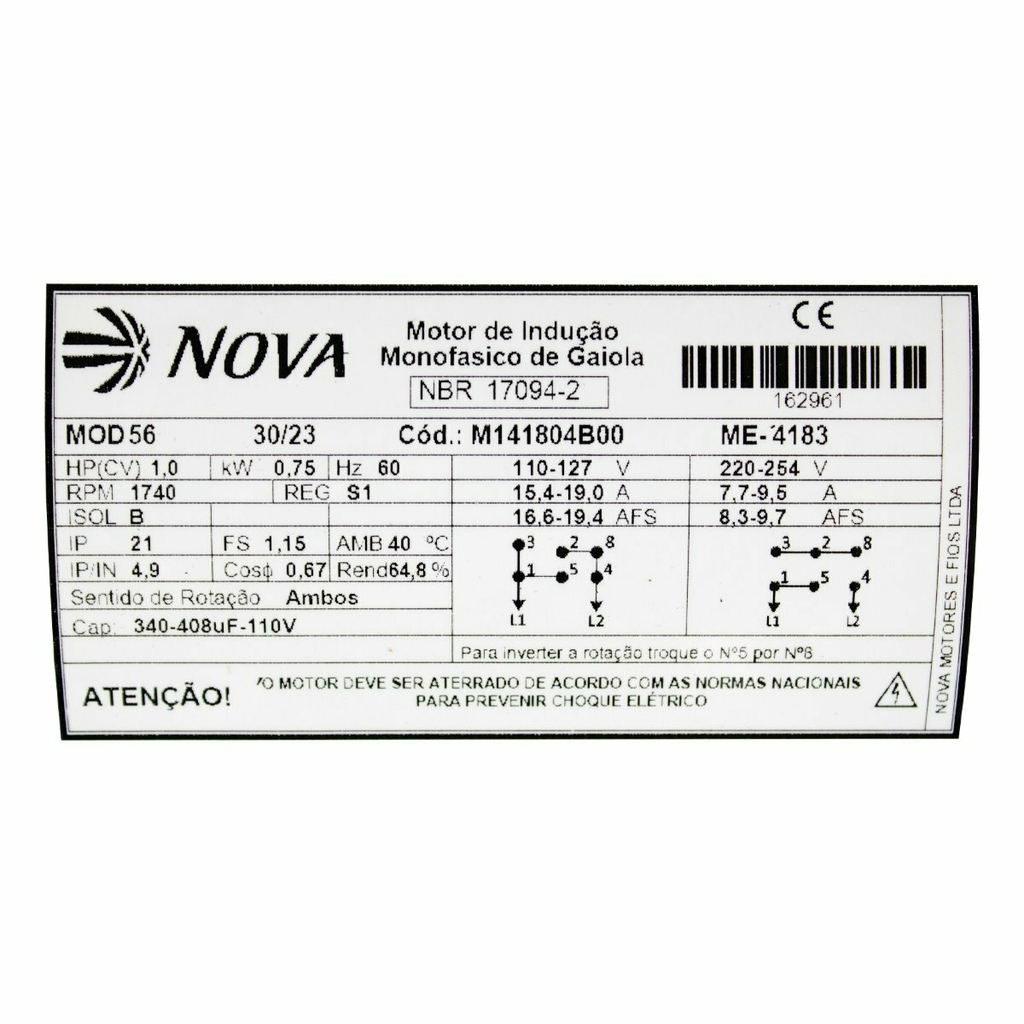 NOVA
Motor de Indução
Monofasico de Gaiola
NBR 17094-2
CE
162961
MOD 56 30/23 Cód.: M141804B00 ME-4183
HP(CV) 1,0 kW 0,75 Hz 60 110-127 V 220-254 V
RPM 1740 REG S1 15,4-19,0 A 7,7-9,5 A
ISOL B 16,6-19,4 AFS 8,3-9,7 AFS
IP 21 FS 1,15 AMB 40 ºC
IP/IN 4,9 Cosϕ 0,67 Rend 64,8 %
Sentido de Rotação Ambos
Cap: 340-408uF-110V
3 2 8
1 5 4
L1 L2
3 2 8
1 5 4
L1 L2
Para inverter a rotação troque o Nº5 por Nº8
ATENÇÃO!
O MOTOR DEVE SER ATERRADO DE ACORDO COM AS NORMAS NACIONAIS
PARA PREVENIR CHOQUE ELÉTRICO
NOVA MOTORES E FIOS LTDA